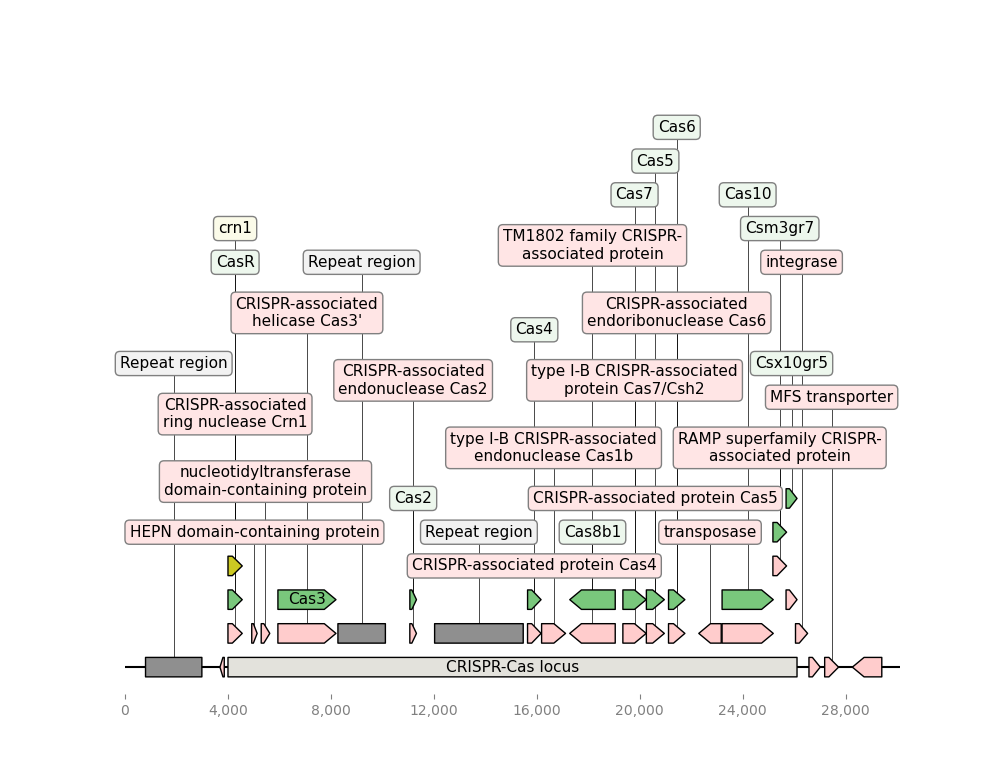 Cas6
Cas5
Cas7
Cas10
crn1
Csm3gr7
TM1802 family CRISPR-
associated protein
CasR
Repeat region
integrase
CRISPR-associated
helicase Cas3'
CRISPR-associated
endoribonuclease Cas6
Cas4
Repeat region
Csx10gr5
CRISPR-associated
endonuclease Cas2
type I-B CRISPR-associated
protein Cas7/Csh2
MFS transporter
CRISPR-associated
ring nuclease Crn1
type I-B CRISPR-associated
endonuclease Cas1b
RAMP superfamily CRISPR-
associated protein
nucleotidyltransferase
domain-containing protein
Cas2
CRISPR-associated protein Cas5
HEPN domain-containing protein
Repeat region
Cas8b1
transposase
CRISPR-associated protein Cas4
Cas3
CRISPR-Cas locus
0
4,000
8,000
12,000
16,000
20,000
24,000
28,000